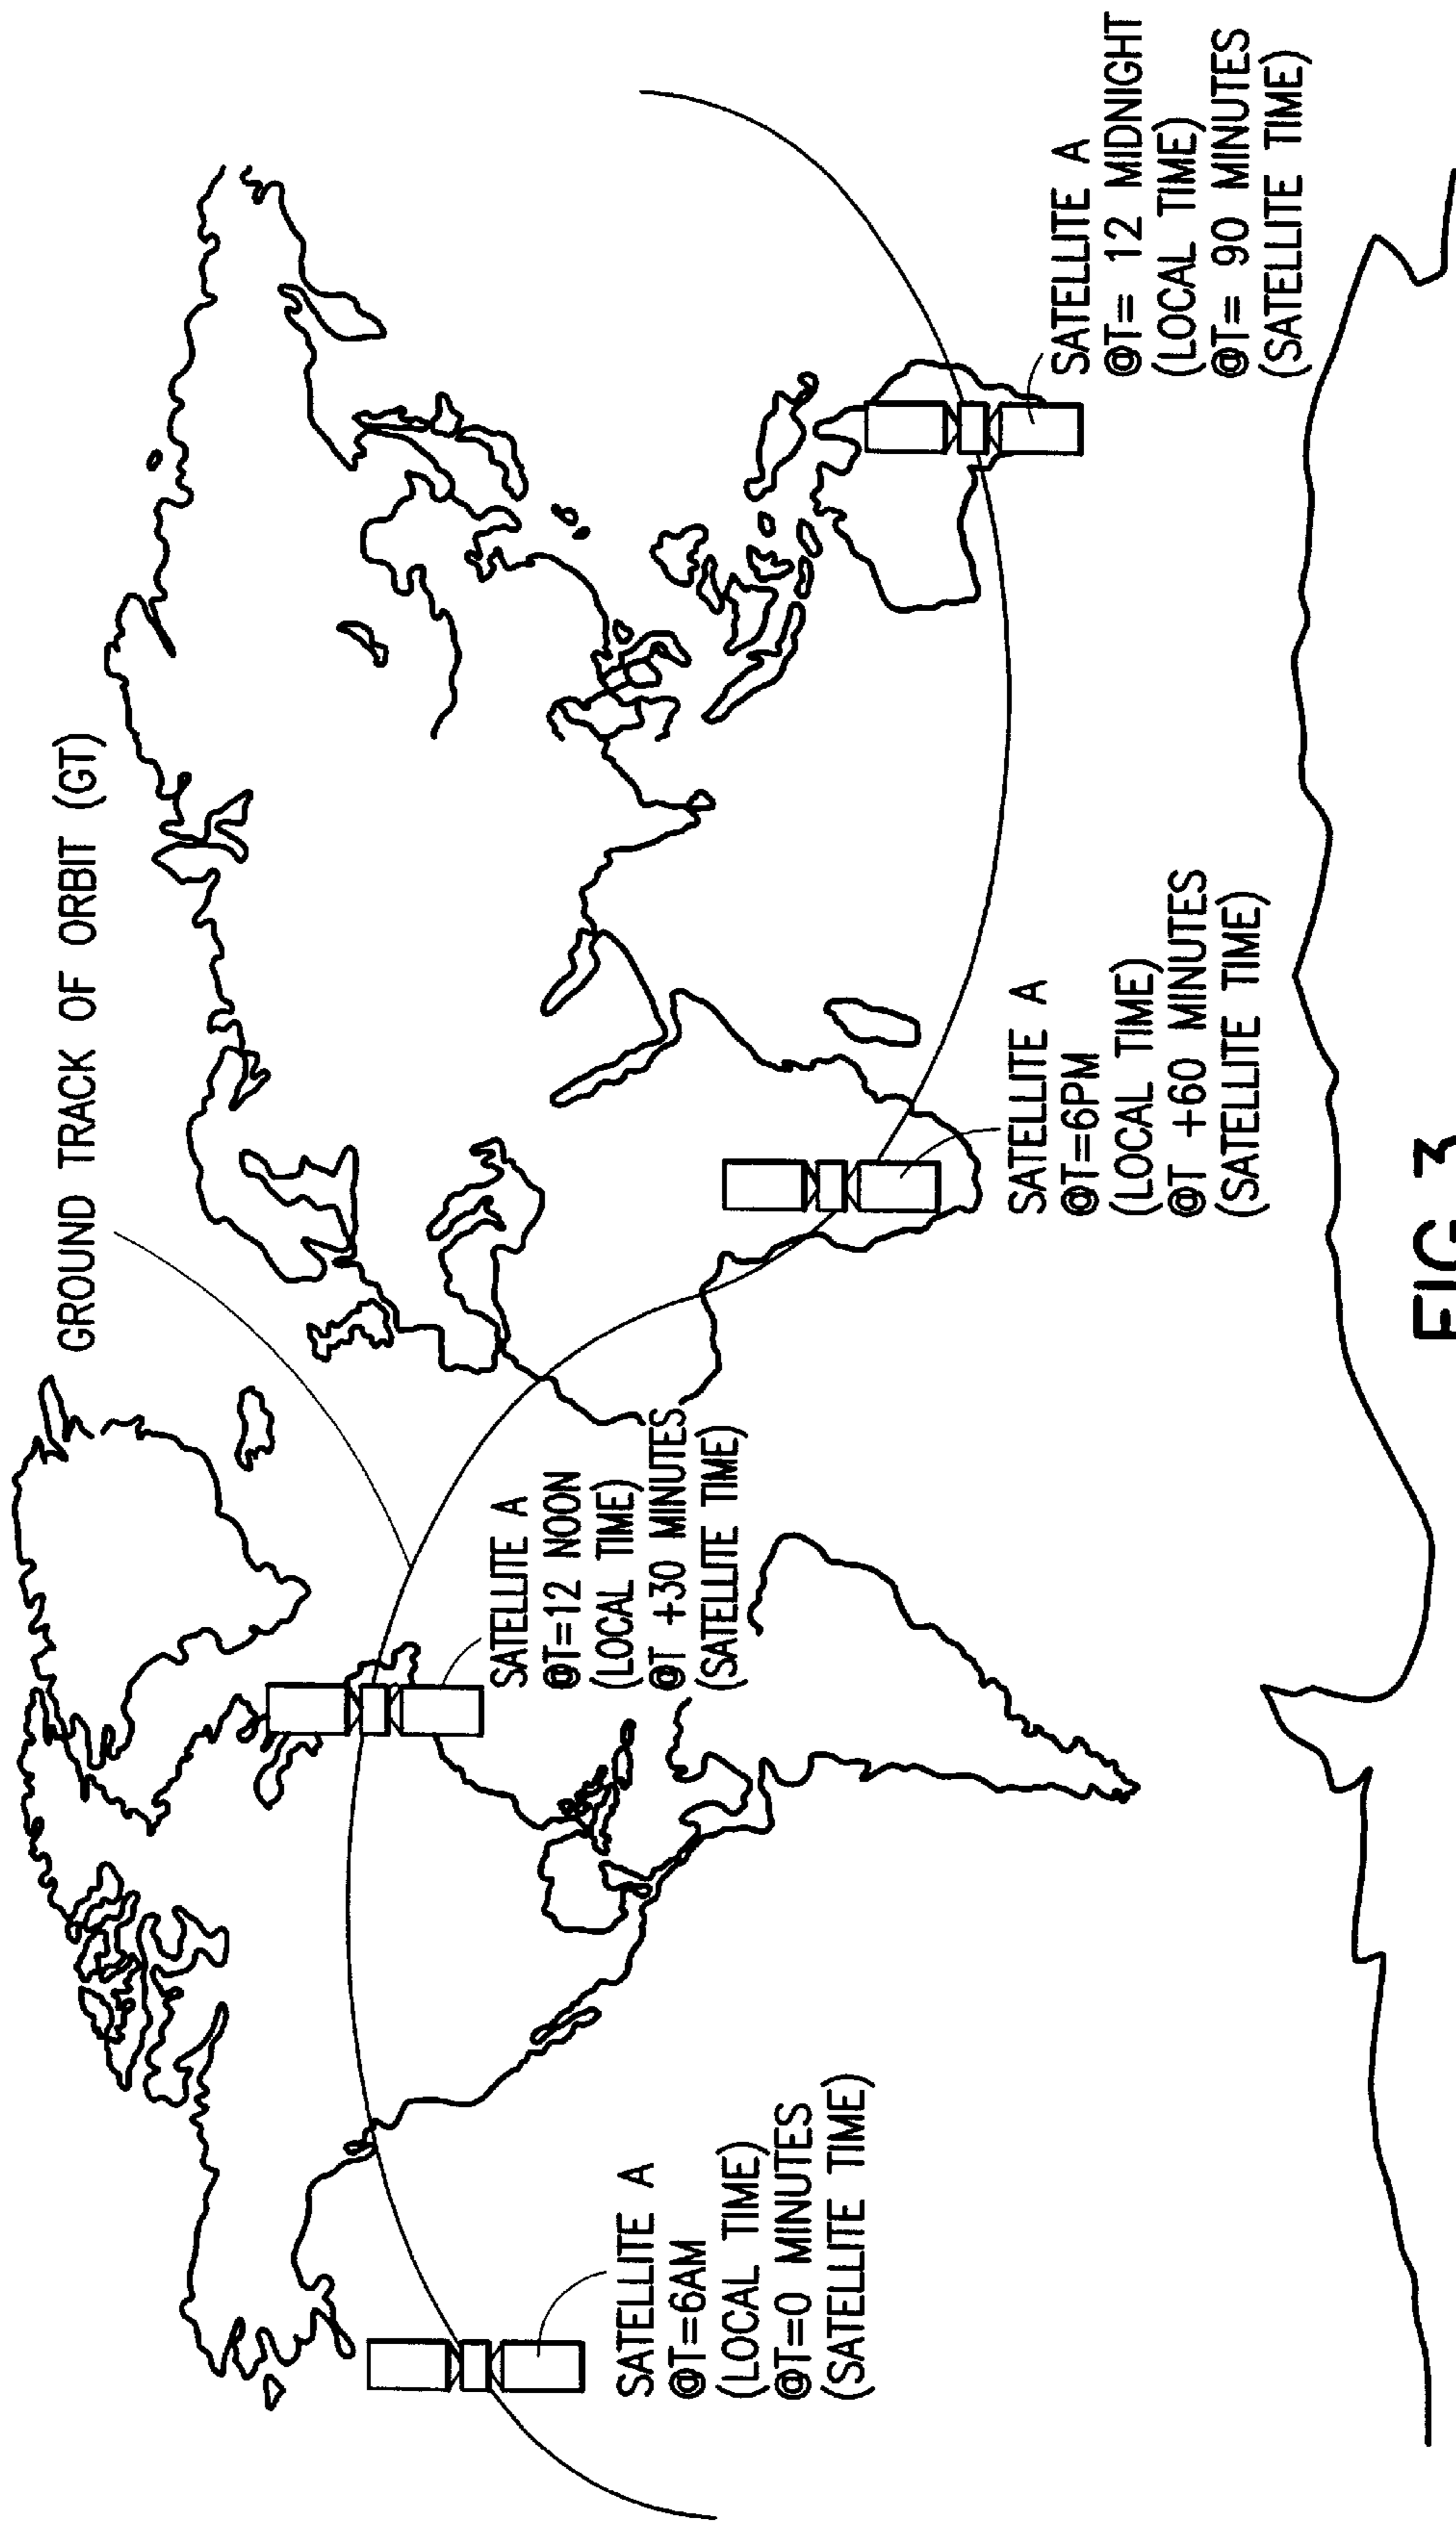 GROUND TRACK OF ORBIT (GT)
SATELLITE A
@T=6AM
(LOCAL TIME)
@T=0 MINUTES
(SATELLITE TIME)
SATELLITE A
@T=12 NOON
(LOCAL TIME)
@T +30 MINUTES
(SATELLITE TIME)
SATELLITE A
@T=6PM
(LOCAL TIME)
@T +60 MINUTES
(SATELLITE TIME)
SATELLITE A
@T= 12 MIDNIGHT
(LOCAL TIME)
@T= 90 MINUTES
(SATELLITE TIME)
FIG.3